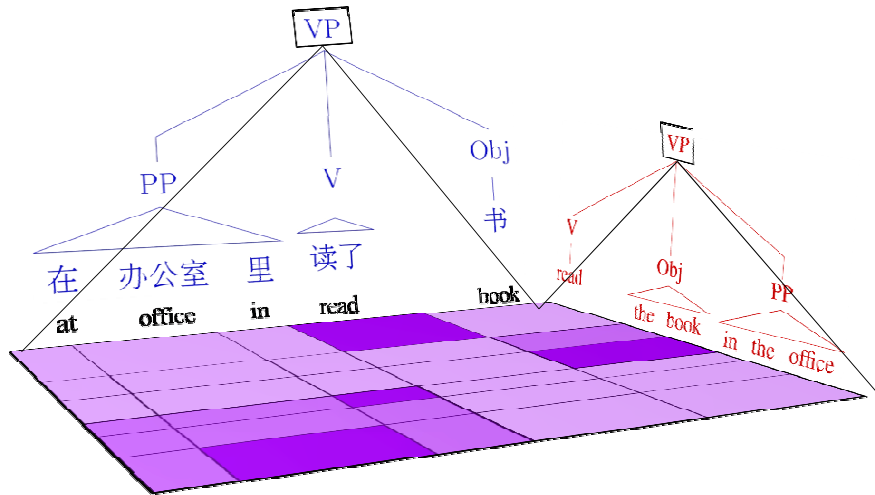 VP
PP V Obj
在 办公室 里 读了 书
at office in read book
VP
V Obj PP
read the book in the office